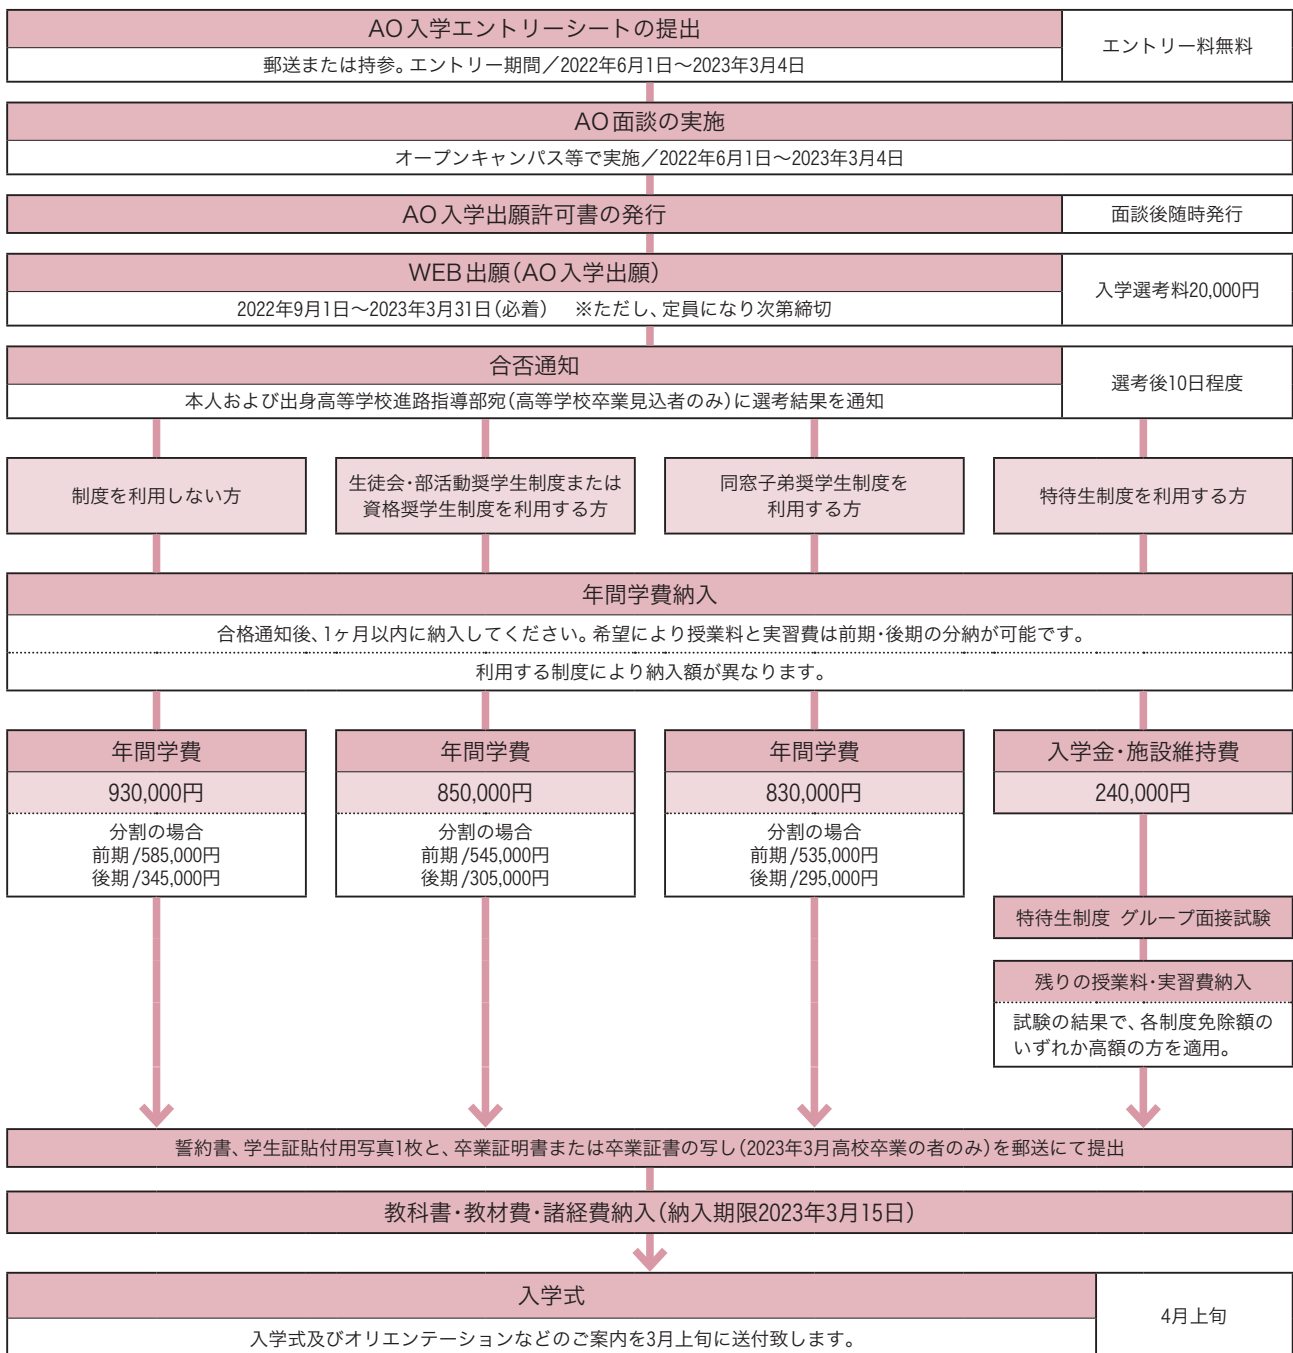 AO入学エントリーシートの提出
エントリー料無料
郵送または持参。エントリー期間／2022年6月1日～2023年3月4日
AO面談の実施
オープンキャンパス等で実施／2022年6月1日～2023年3月4日
AO入学出願許可書の発行
面談後随時発行
WEB出願(AO入学出願)
入学選考料20,000円
2022年9月1日～2023年3月31日(必着)　※ただし、定員になり次第締切
合否通知
選考後10日程度
本人および出身高等学校進路指導部宛(高等学校卒業見込者のみ)に選考結果を通知
制度を利用しない方
生徒会・部活動奨学生制度または
資格奨学生制度を利用する方
同窓子弟奨学生制度を
利用する方
特待生制度を利用する方
年間学費納入
合格通知後、1ヶ月以内に納入してください。希望により授業料と実習費は前期・後期の分納が可能です。
利用する制度により納入額が異なります。
年間学費
930,000円
分割の場合
前期/585,000円
後期/345,000円
年間学費
850,000円
分割の場合
前期/545,000円
後期/305,000円
年間学費
830,000円
分割の場合
前期/535,000円
後期/295,000円
入学金・施設維持費
240,000円
特待生制度 グループ面接試験
残りの授業料・実習費納入
試験の結果で、各制度免除額の
いずれか高額の方を適用。
誓約書、学生証貼付用写真1枚と、卒業証明書または卒業証書の写し(2023年3月高校卒業の者のみ)を郵送にて提出
教科書・教材費・諸経費納入(納入期限2023年3月15日)
入学式
4月上旬
入学式及びオリエンテーションなどのご案内を3月上旬に送付致します。